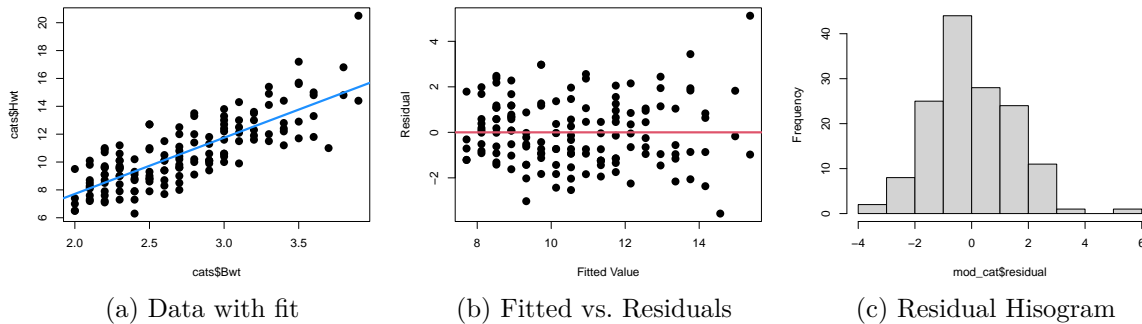 cats$Hwt
20
18
16
14
12
10
8
6
2.0 2.5 3.0 3.5
cats$Bwt
(a) Data with fit
Residual
4
2
0
−2
8 10 12 14
Fitted Value
(b) Fitted vs. Residuals
Frequency
40
30
20
10
0
−4 −2 0 2 4 6
mod_cat$residual
(c) Residual Hisogram